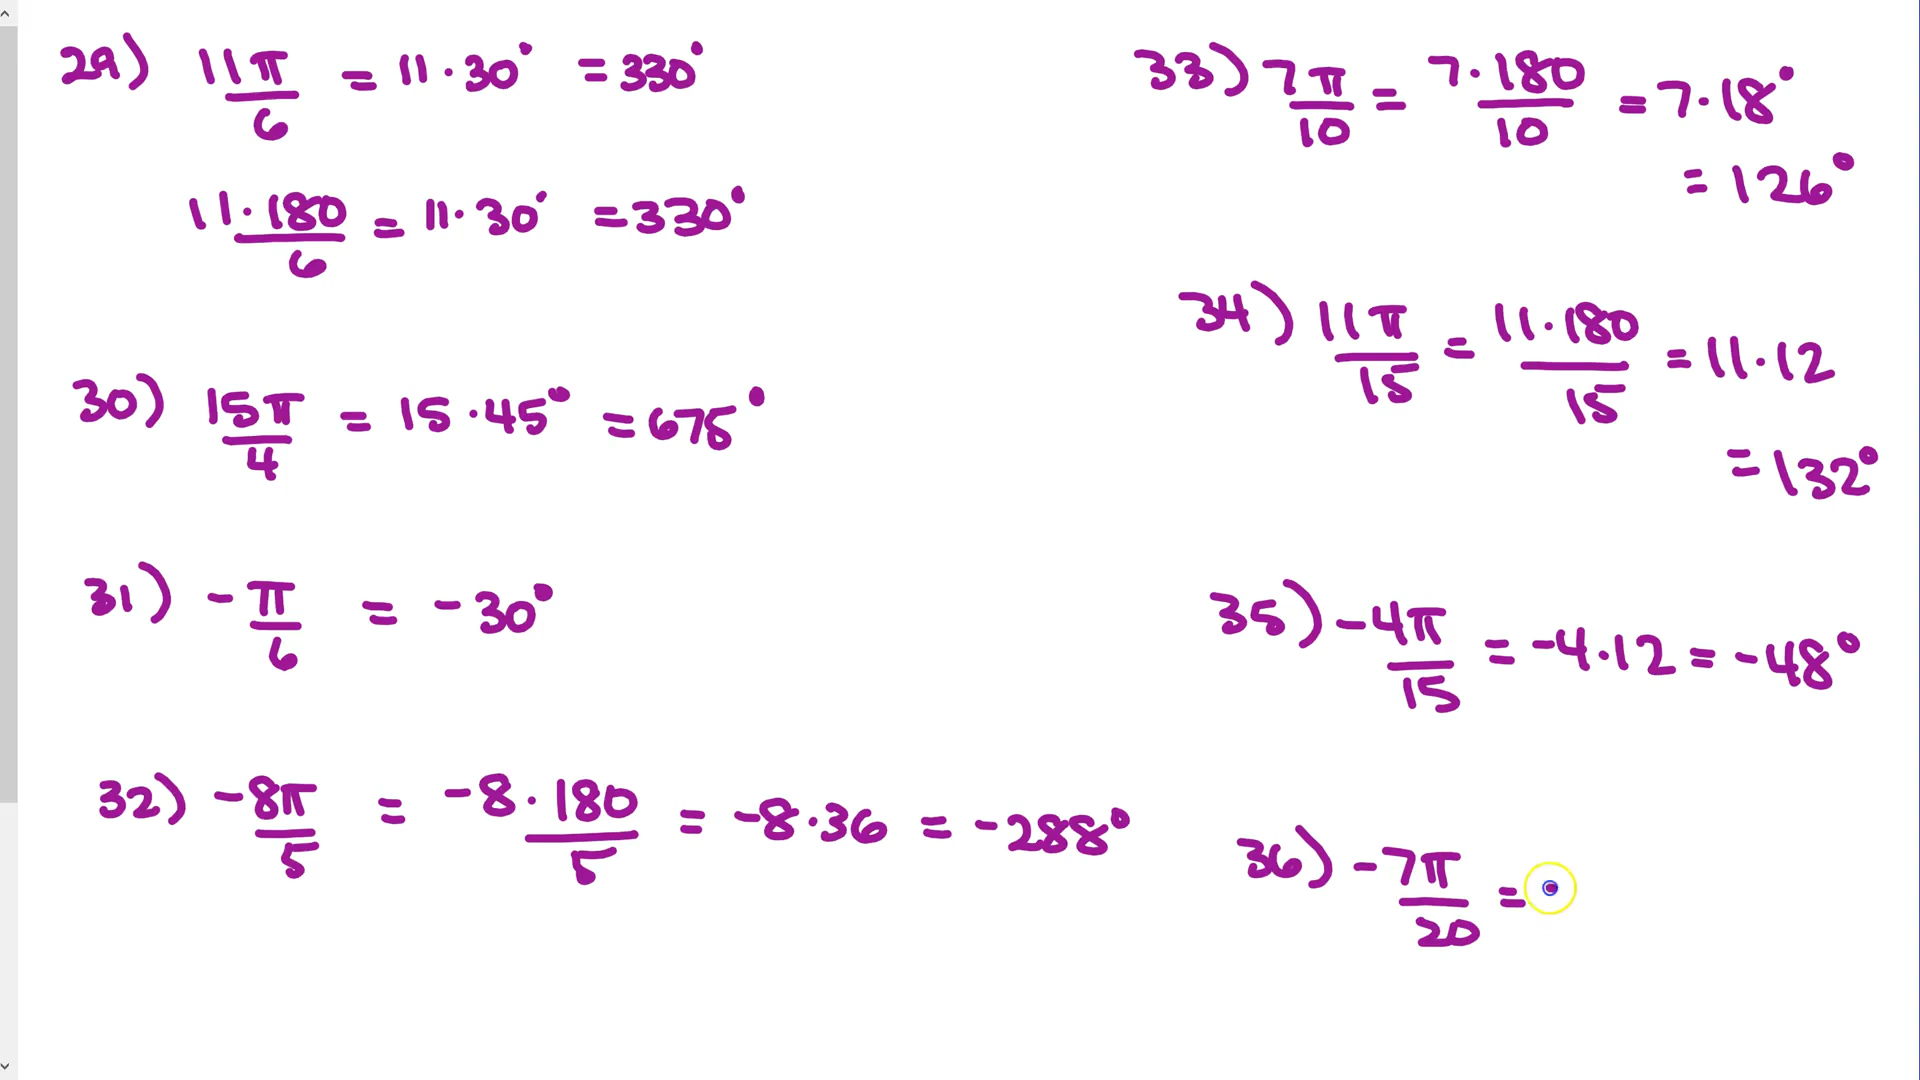 29) 11π/6 = 11·30° = 330°
11·180/6 = 11·30° = 330°
30) 15π/4 = 15·45° = 675°
31) -π/6 = -30°
32) -8π/5 = -8·180/5 = -8·36 = -288°
33) 7π/10 = 7·180/10 = 7·18°
= 126°
34) 11π/15 = 11·180/15 = 11·12
= 132°
35) -4π/15 = -4·12 = -48°
36) -7π/20 =